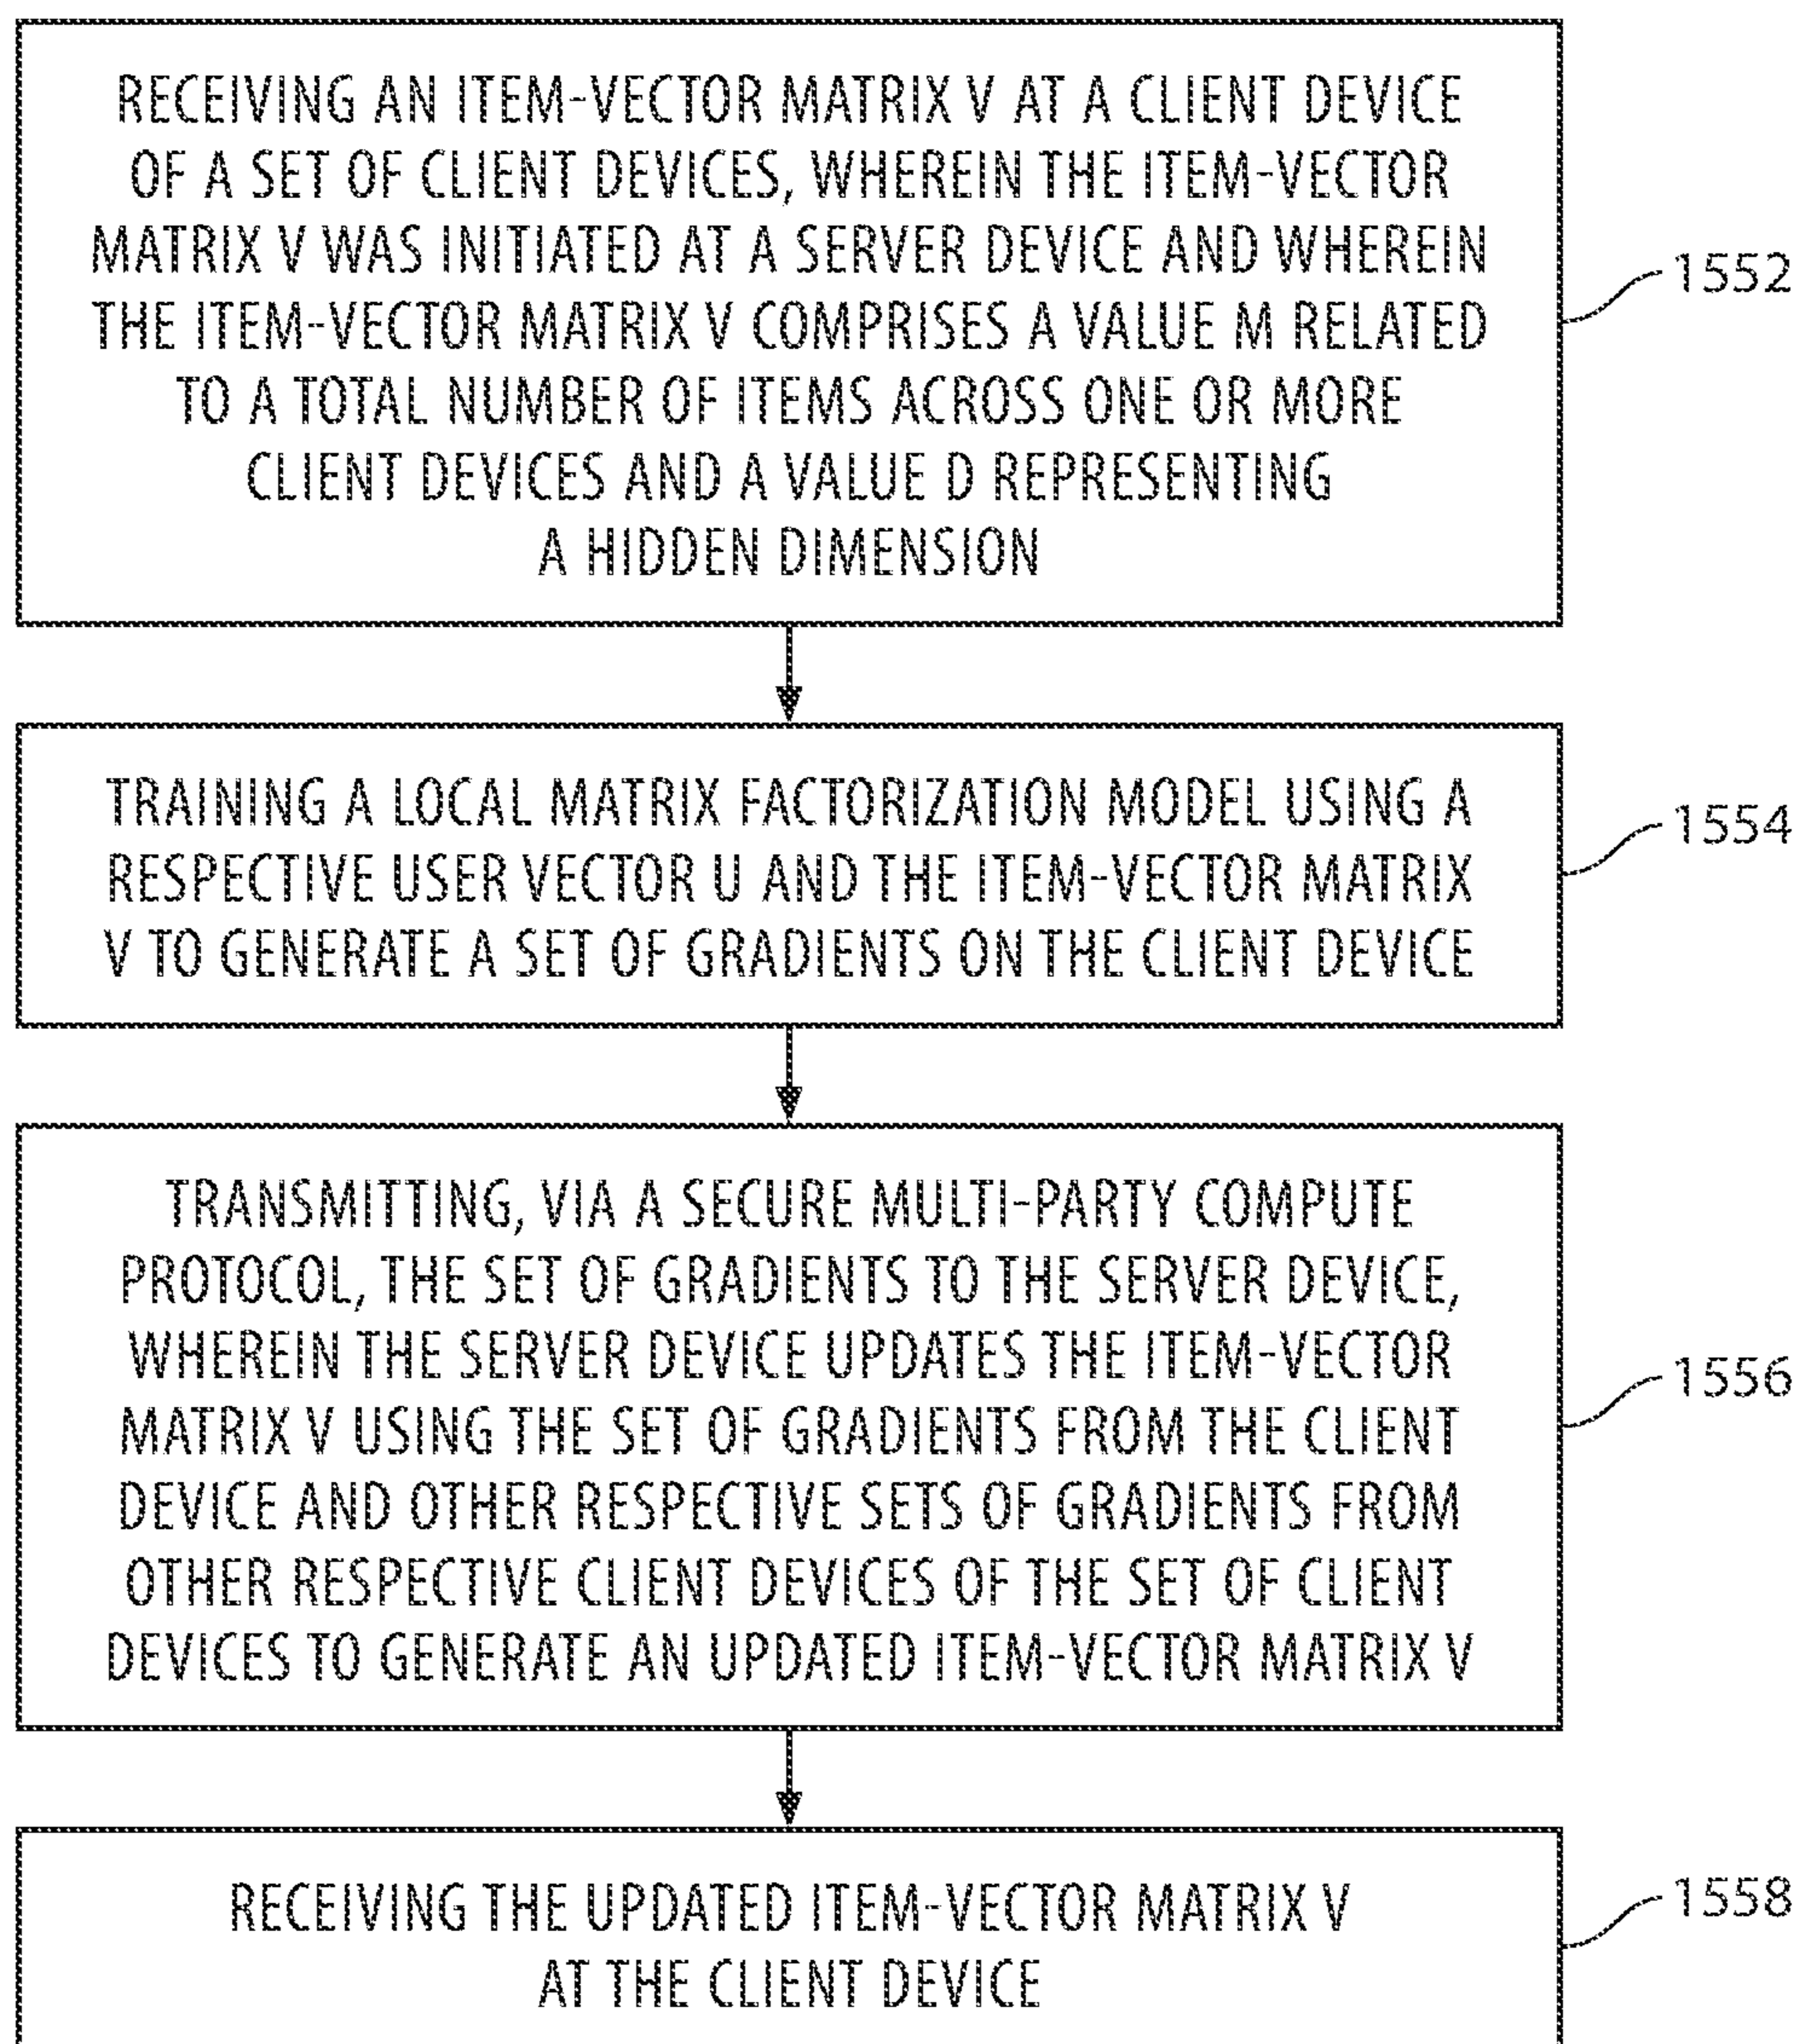 RECEIVING AN ITEM-VECTOR MATRIX V AT A CLIENT DEVICE
OF A SET OF CLIENT DEVICES, WHEREIN THE ITEM-VECTOR
MATRIX V WAS INITIATED AT A SERVER DEVICE AND WHEREIN
THE ITEM-VECTOR MATRIX V COMPRISES A VALUE M RELATED
TO A TOTAL NUMBER OF ITEMS ACROSS ONE OR MORE
CLIENT DEVICES AND A VALUE D REPRESENTING
A HIDDEN DIMENSION
1552
TRAINING A LOCAL MATRIX FACTORIZATION MODEL USING A
RESPECTIVE USER VECTOR U AND THE ITEM-VECTOR MATRIX
V TO GENERATE A SET OF GRADIENTS ON THE CLIENT DEVICE
1554
TRANSMITTING, VIA A SECURE MULTI-PARTY COMPUTE
PROTOCOL, THE SET OF GRADIENTS TO THE SERVER DEVICE,
WHEREIN THE SERVER DEVICE UPDATES THE ITEM-VECTOR
MATRIX V USING THE SET OF GRADIENTS FROM THE CLIENT
DEVICE AND OTHER RESPECTIVE SETS OF GRADIENTS FROM
OTHER RESPECTIVE CLIENT DEVICES OF THE SET OF CLIENT
DEVICES TO GENERATE AN UPDATED ITEM-VECTOR MATRIX V
1556
RECEIVING THE UPDATED ITEM-VECTOR MATRIX V
AT THE CLIENT DEVICE
1558